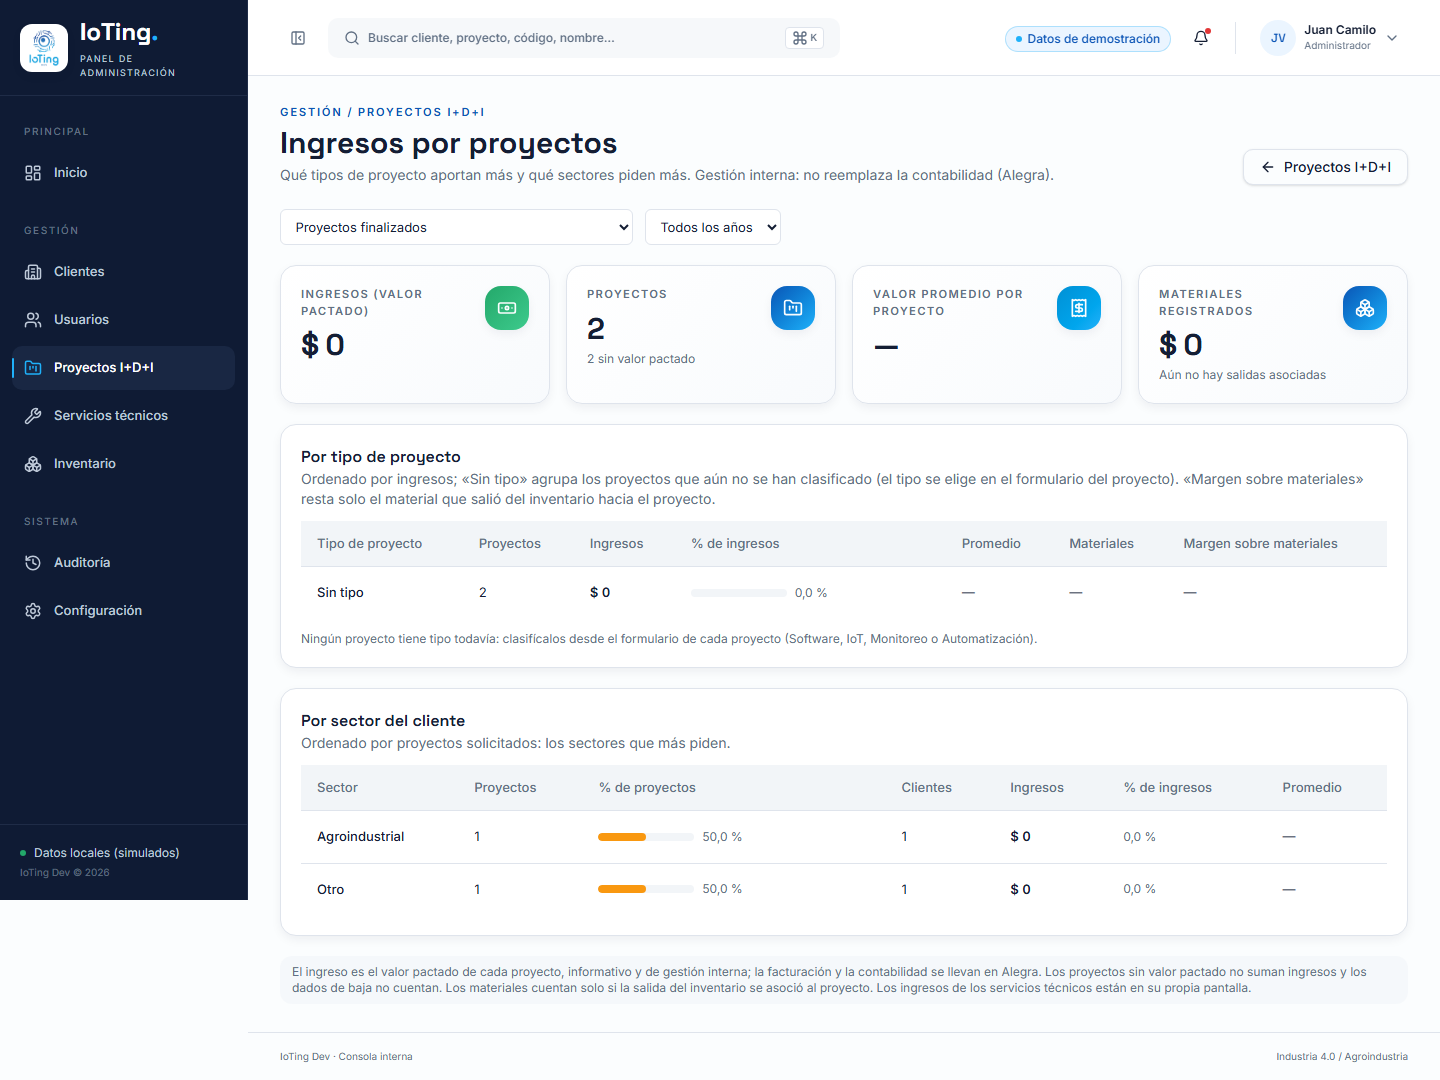 IoTing
IoTing.
PANEL DE
ADMINISTRACIÓN
PRINCIPAL
Inicio
GESTIÓN
Clientes
Usuarios
Proyectos I+D+I
Servicios técnicos
Inventario
SISTEMA
Auditoría
Configuración
Datos locales (simulados)
IoTing Dev © 2026
Buscar cliente, proyecto, código, nombre...
⌘ K
Datos de demostración
JV
Juan Camilo
Administrador
GESTIÓN / PROYECTOS I+D+I
Ingresos por proyectos
Qué tipos de proyecto aportan más y qué sectores piden más. Gestión interna: no reemplaza la contabilidad (Alegra).
← Proyectos I+D+I
Proyectos finalizados
Todos los años
INGRESOS (VALOR
PACTADO)
$ 0
PROYECTOS
2
2 sin valor pactado
VALOR PROMEDIO POR
PROYECTO
—
MATERIALES
REGISTRADOS
$ 0
Aún no hay salidas asociadas
Por tipo de proyecto
Ordenado por ingresos; «Sin tipo» agrupa los proyectos que aún no se han clasificado (el tipo se elige en el formulario del proyecto). «Margen sobre materiales»
resta solo el material que salió del inventario hacia el proyecto.
Tipo de proyecto Proyectos Ingresos % de ingresos Promedio Materiales Margen sobre materiales
Sin tipo 2 $ 0 0,0 % — — —
Ningún proyecto tiene tipo todavía: clasifícalos desde el formulario de cada proyecto (Software, IoT, Monitoreo o Automatización).
Por sector del cliente
Ordenado por proyectos solicitados: los sectores que más piden.
Sector Proyectos % de proyectos Clientes Ingresos % de ingresos Promedio
Agroindustrial 1 50,0 % 1 $ 0 0,0 % —
Otro 1 50,0 % 1 $ 0 0,0 % —
El ingreso es el valor pactado de cada proyecto, informativo y de gestión interna; la facturación y la contabilidad se llevan en Alegra. Los proyectos sin valor pactado no suman ingresos y los
dados de baja no cuentan. Los materiales cuentan solo si la salida del inventario se asoció al proyecto. Los ingresos de los servicios técnicos están en su propia pantalla.
IoTing Dev · Consola interna
Industria 4.0 / Agroindustria